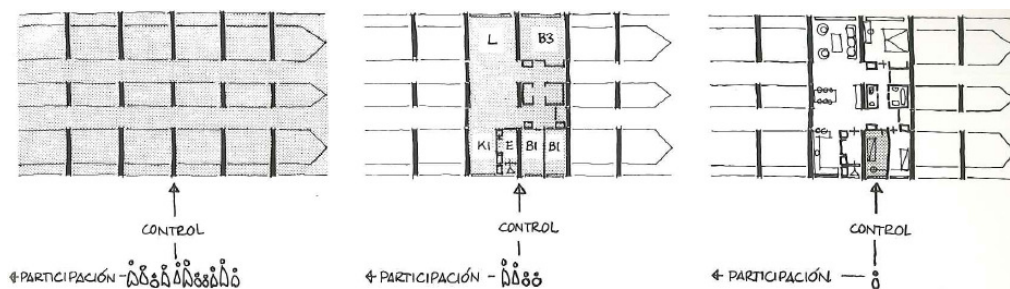 CONTROL
PARTICIPACIÓN
L
B3
K1
E
B1
B1
CONTROL
PARTICIPACIÓN
CONTROL
PARTICIPACIÓN